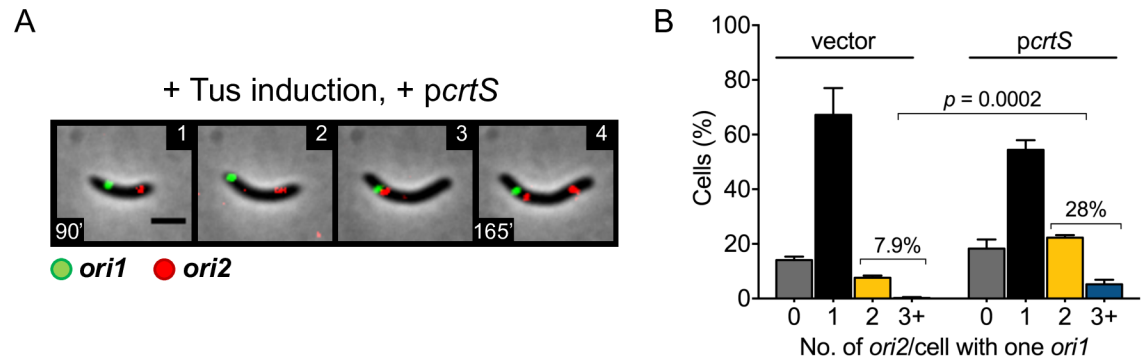 A
+ Tus induction, + pcrtS
1
2
3
4
90’
165’
ori1
ori2
B
vector
pcrtS
p = 0.0002
7.9%
28%
Cells (%)
100
80
60
40
20
0
0 1 2 3+ 0 1 2 3+
No. of ori2/cell with one ori1